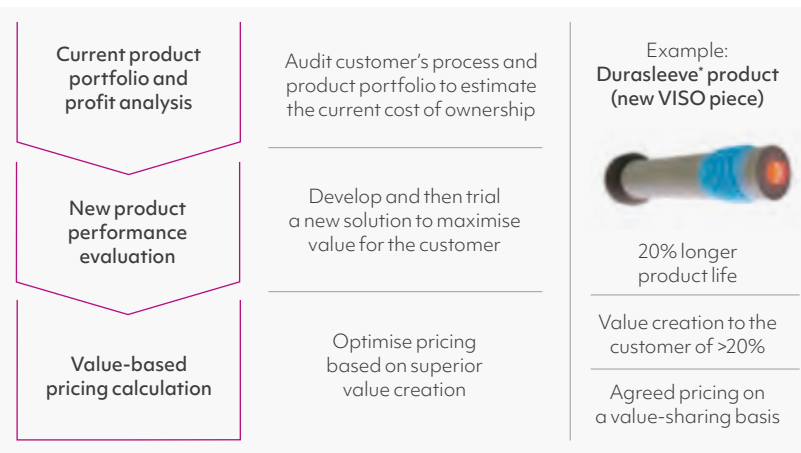 Current product
portfolio and
profit analysis
Audit customer's process and
product portfolio to estimate
the current cost of ownership
New product
performance
evaluation
Develop and then trial
a new solution to maximise
value for the customer
Value-based
pricing calculation
Optimise pricing
based on superior
value creation
Example:
Durasleeve* product
(new VISO piece)
20% longer
product life
Value creation to the
customer of >20%
Agreed pricing on
a value-sharing basis